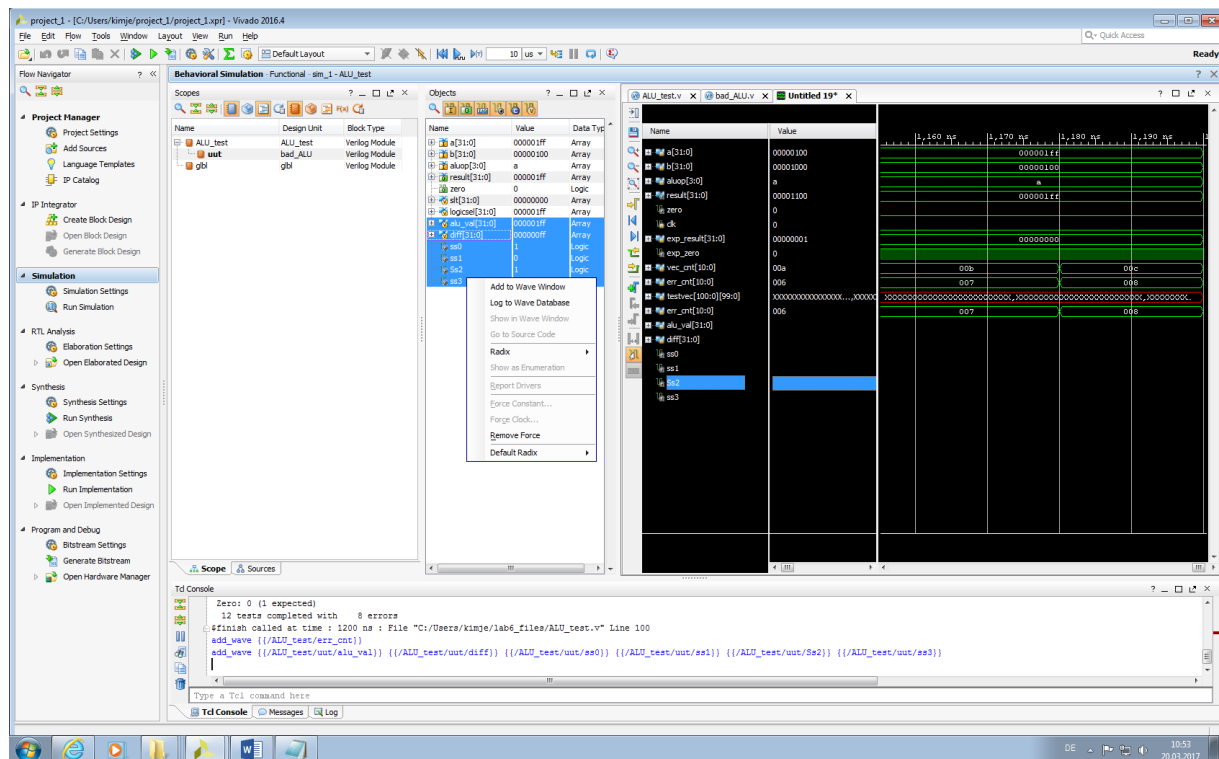 project_1 - [C:/Users/kimje/project_1/project_1.xpr] - Vivado 2016.4
File Edit Flow Tools Window Layout View Run Help
Q- Quick Access
Default Layout
10 us
Ready
Flow Navigator
Project Manager
Project Settings
Add Sources
Language Templates
IP Catalog
IP Integrator
Create Block Design
Open Block Design
Generate Block Design
Simulation
Simulation Settings
Run Simulation
RTL Analysis
Elaboration Settings
Open Elaborated Design
Synthesis
Synthesis Settings
Run Synthesis
Open Synthesized Design
Implementation
Implementation Settings
Run Implementation
Open Implemented Design
Program and Debug
Bitstream Settings
Generate Bitstream
Open Hardware Manager
Behavioral Simulation - Functional - sim_1 - ALU_test
Scopes
Name Design Unit Block Type
ALU_test ALU_test Verilog Module
uut bad_ALU Verilog Module
glbl glbl Verilog Module
Scope Sources
Objects
Name Value Data Typ
a[31:0] 000001ff Array
b[31:0] 00000100 Array
aluop[3:0] a Array
result[31:0] 000001ff Array
zero 0 Logic
slt[31:0] 00000000 Array
logicsel[31:0] 000001ff Array
alu_val[31:0] 000001ff Array
diff[31:0] 000000ff Array
ss0 1 Logic
ss1 0 Logic
Ss2 1 Logic
ss3
Add to Wave Window
Log to Wave Database
Show in Wave Window
Go to Source Code
Radix
Show as Enumeration
Report Drivers
Force Constant...
Force Clock...
Remove Force
Default Radix
ALU_test.v x bad_ALU.v x Untitled 19* x
Name Value 1,160 ns 1,170 ns 1,180 ns 1,190 ns
a[31:0] 00000100 000001ff
b[31:0] 00001000 00000100
aluop[3:0] a a
result[31:0] 00001100 000001ff
zero 0
clk 0
exp_result[31:0] 00000001 00000000
exp_zero 0
vec_cnt[10:0] 00a 00b 00c
err_cnt[10:0] 006 007 008
testvec[100:0][99:0]
err_cnt[10:0] 006 007 008
alu_val[31:0]
diff[31:0]
ss0
ss1
Ss2
ss3
Tcl Console
Zero: 0 (1 expected)
12 tests completed with 8 errors
$finish called at time : 1200 ns : File "C:/Users/kimje/lab6_files/ALU_test.v" Line 100
add_wave {{/ALU_test/err_cnt}}
add_wave {{/ALU_test/uut/alu_val}} {{/ALU_test/uut/diff}} {{/ALU_test/uut/ss0}} {{/ALU_test/uut/ss1}} {{/ALU_test/uut/Ss2}} {{/ALU_test/uut/ss3}}
Type a Tcl command here
Tcl Console Messages Log
DE
10:53
20.03.2017